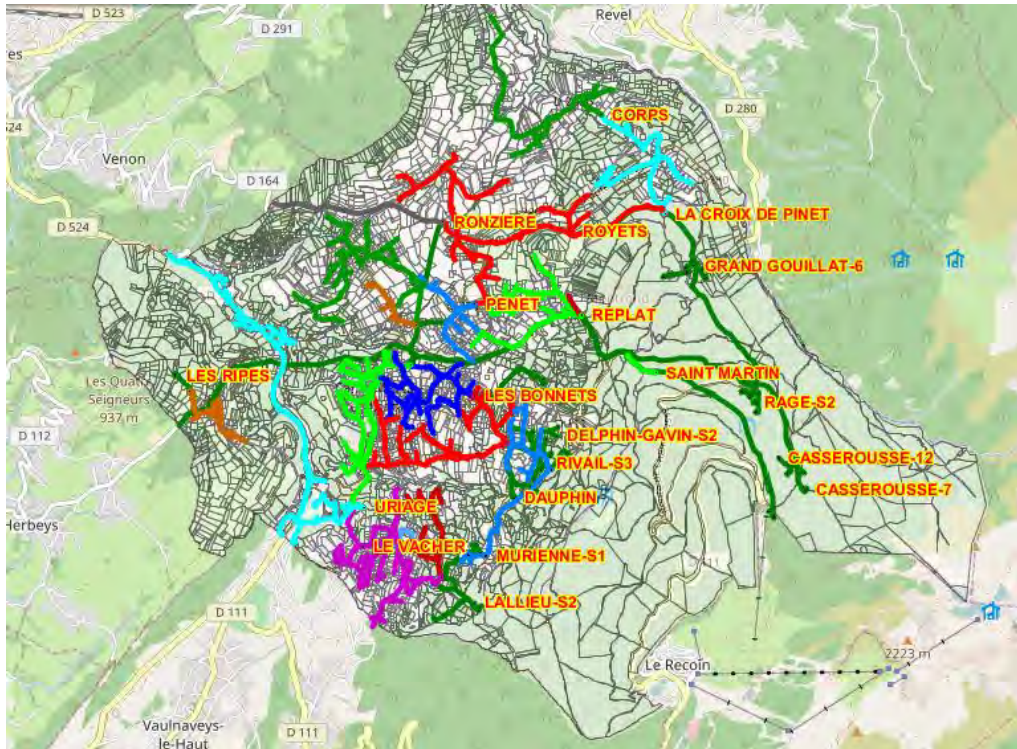 D 523
Revel
D 291
res
CORPS
D 280
524
Venon
D 164
LA CROIX DE PINET
D 524
RONZIERE
ROYETS
GRAND GOUILLAT-6
PENET
REPLAT
LES RIPES
SAINT MARTIN
Les Quatre
Seigneurs
937 m
LES BONNETS
RAGE-S2
D 112
DELPHIN-GAVIN-S2
CASSEROUSSE-12
RIVAIL-S3
CASSEROUSSE-7
DAUPHIN
URIAGE
Herbeys
LE VACHER
MURIENNE-S1
LALLIEU-S2
D 111
D 111
2223 m
Le Recoin
Vaulnaveys-
le-Haut
D 111